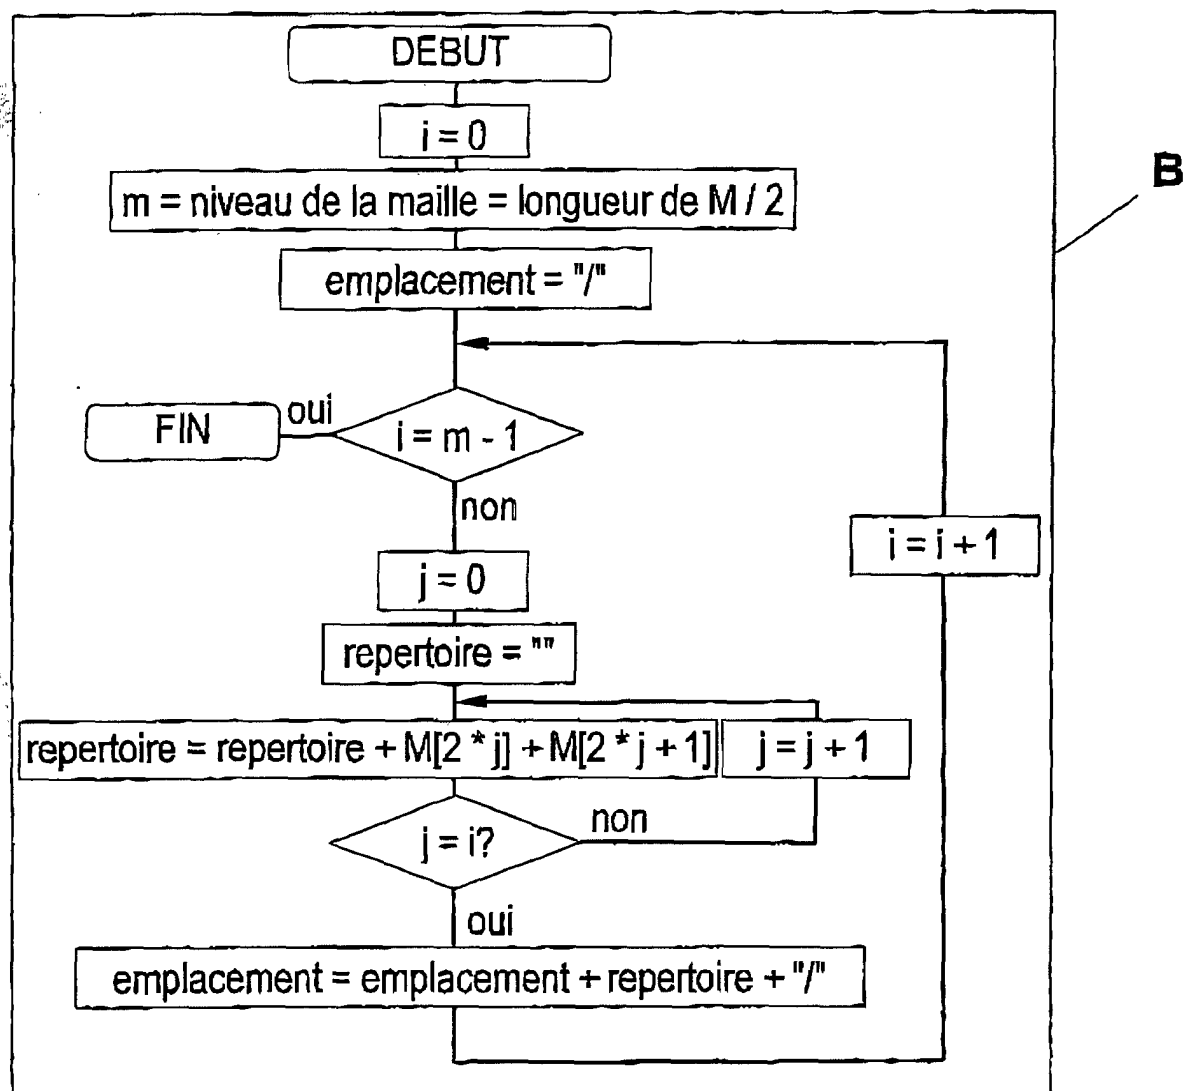 DEBUT
i = 0
B
m = niveau de la maille = longueur de M / 2
emplacement = "/"
FIN
oui
i = m - 1
non
i = i + 1
j = 0
repertoire = ""
repertoire = repertoire + M[2 * j] + M[2 * j + 1]
j = j + 1
j = i?
non
oui
emplacement = emplacement + repertoire + "/"